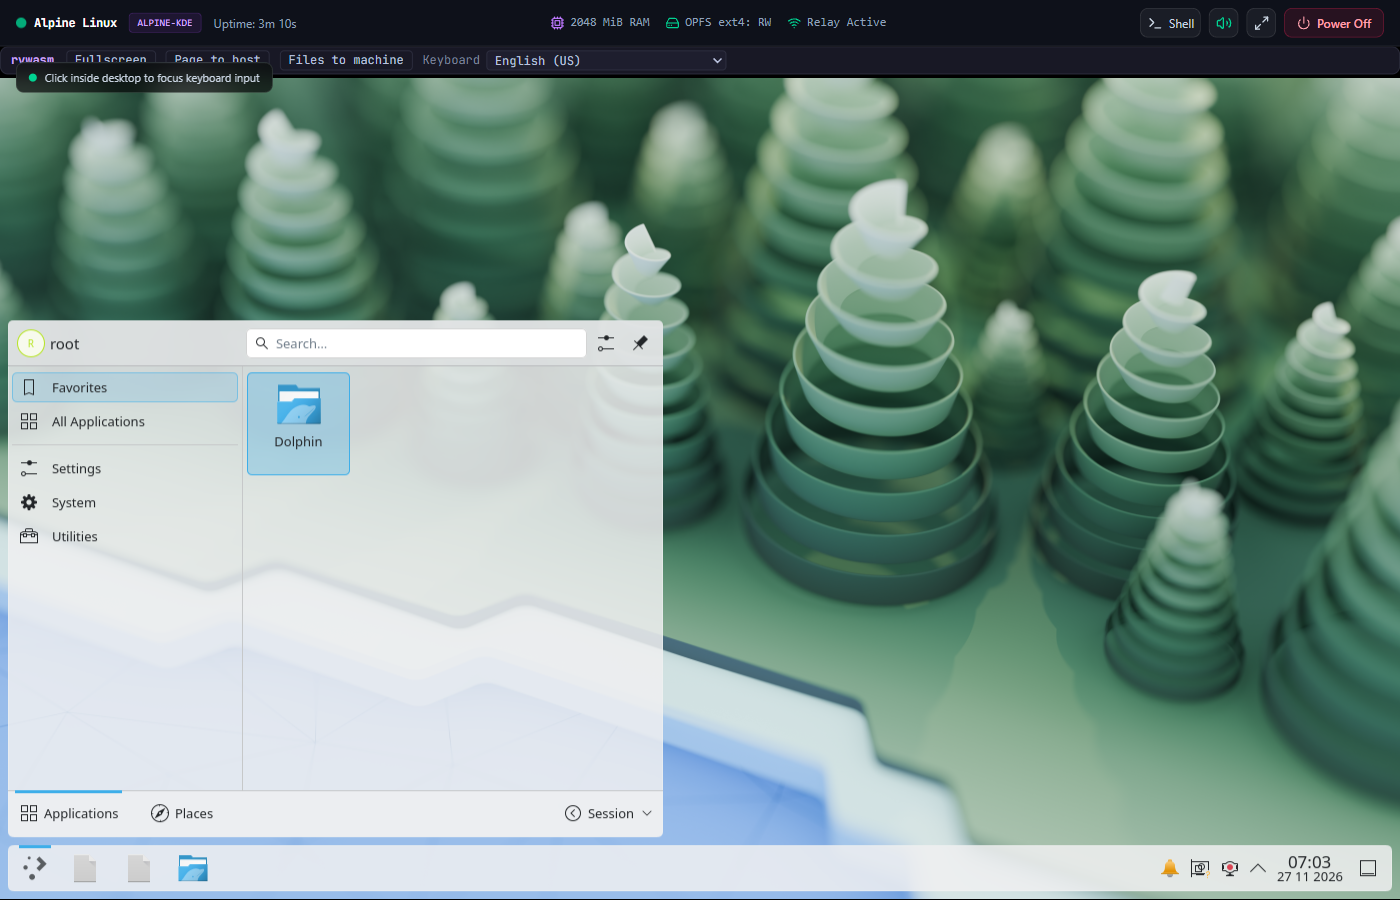 Alpine Linux
ALPINE-KDE
Uptime: 3m 10s
2048 MiB RAM
OPFS ext4: RW
Relay Active
Shell
Power Off
rvwasm
Fullscreen
Page to host
Files to machine
Keyboard
English (US)
Click inside desktop to focus keyboard input
R
root
Search...
Favorites
All Applications
Settings
System
Utilities
Dolphin
Applications
Places
Session
07:03
27 11 2026